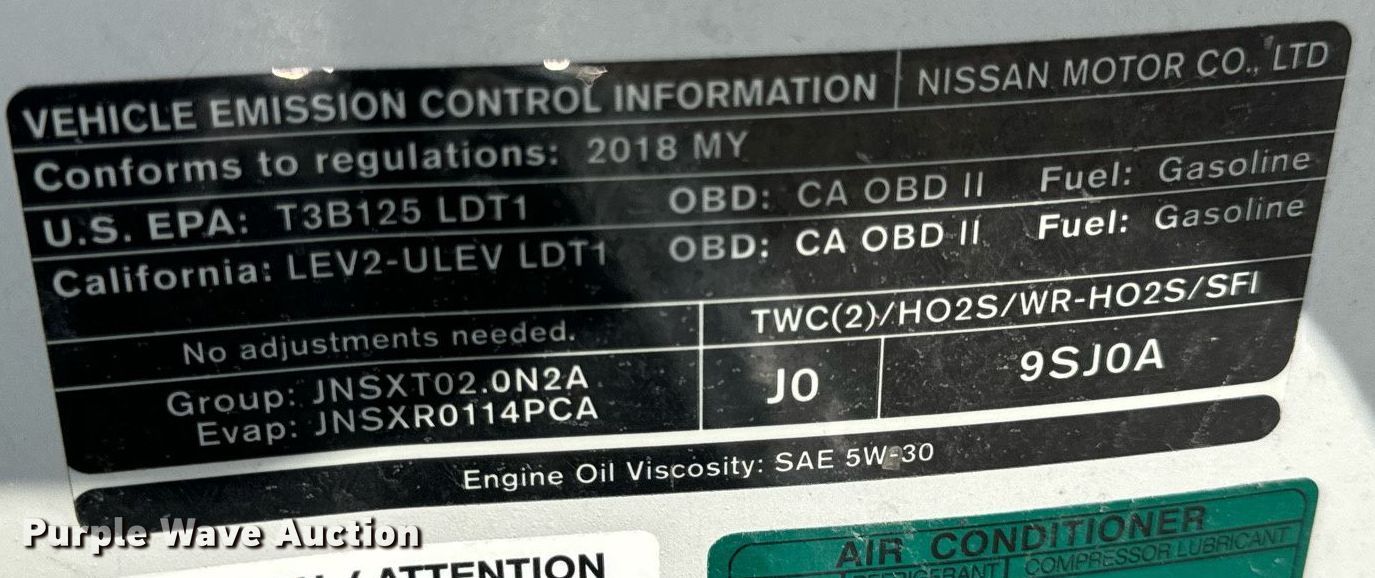 VEHICLE EMISSION CONTROL INFORMATION NISSAN MOTOR CO., LTD
Conforms to regulations: 2018 MY
U.S. EPA: T3B125 LDT1 OBD: CA OBD II Fuel: Gasoline
California: LEV2-ULEV LDT1 OBD: CA OBD II Fuel: Gasoline
No adjustments needed. TWC(2)/HO2S/WR-HO2S/SFI
Group: JNSXT02.0N2A J0 9SJ0A
Evap: JNSXR0114PCA
Engine Oil Viscosity: SAE 5W-30
Purple Wave Auction
/ ATTENTION
AIR CONDITIONER
REFRIGERANT COMPRESSOR LUBRICANT